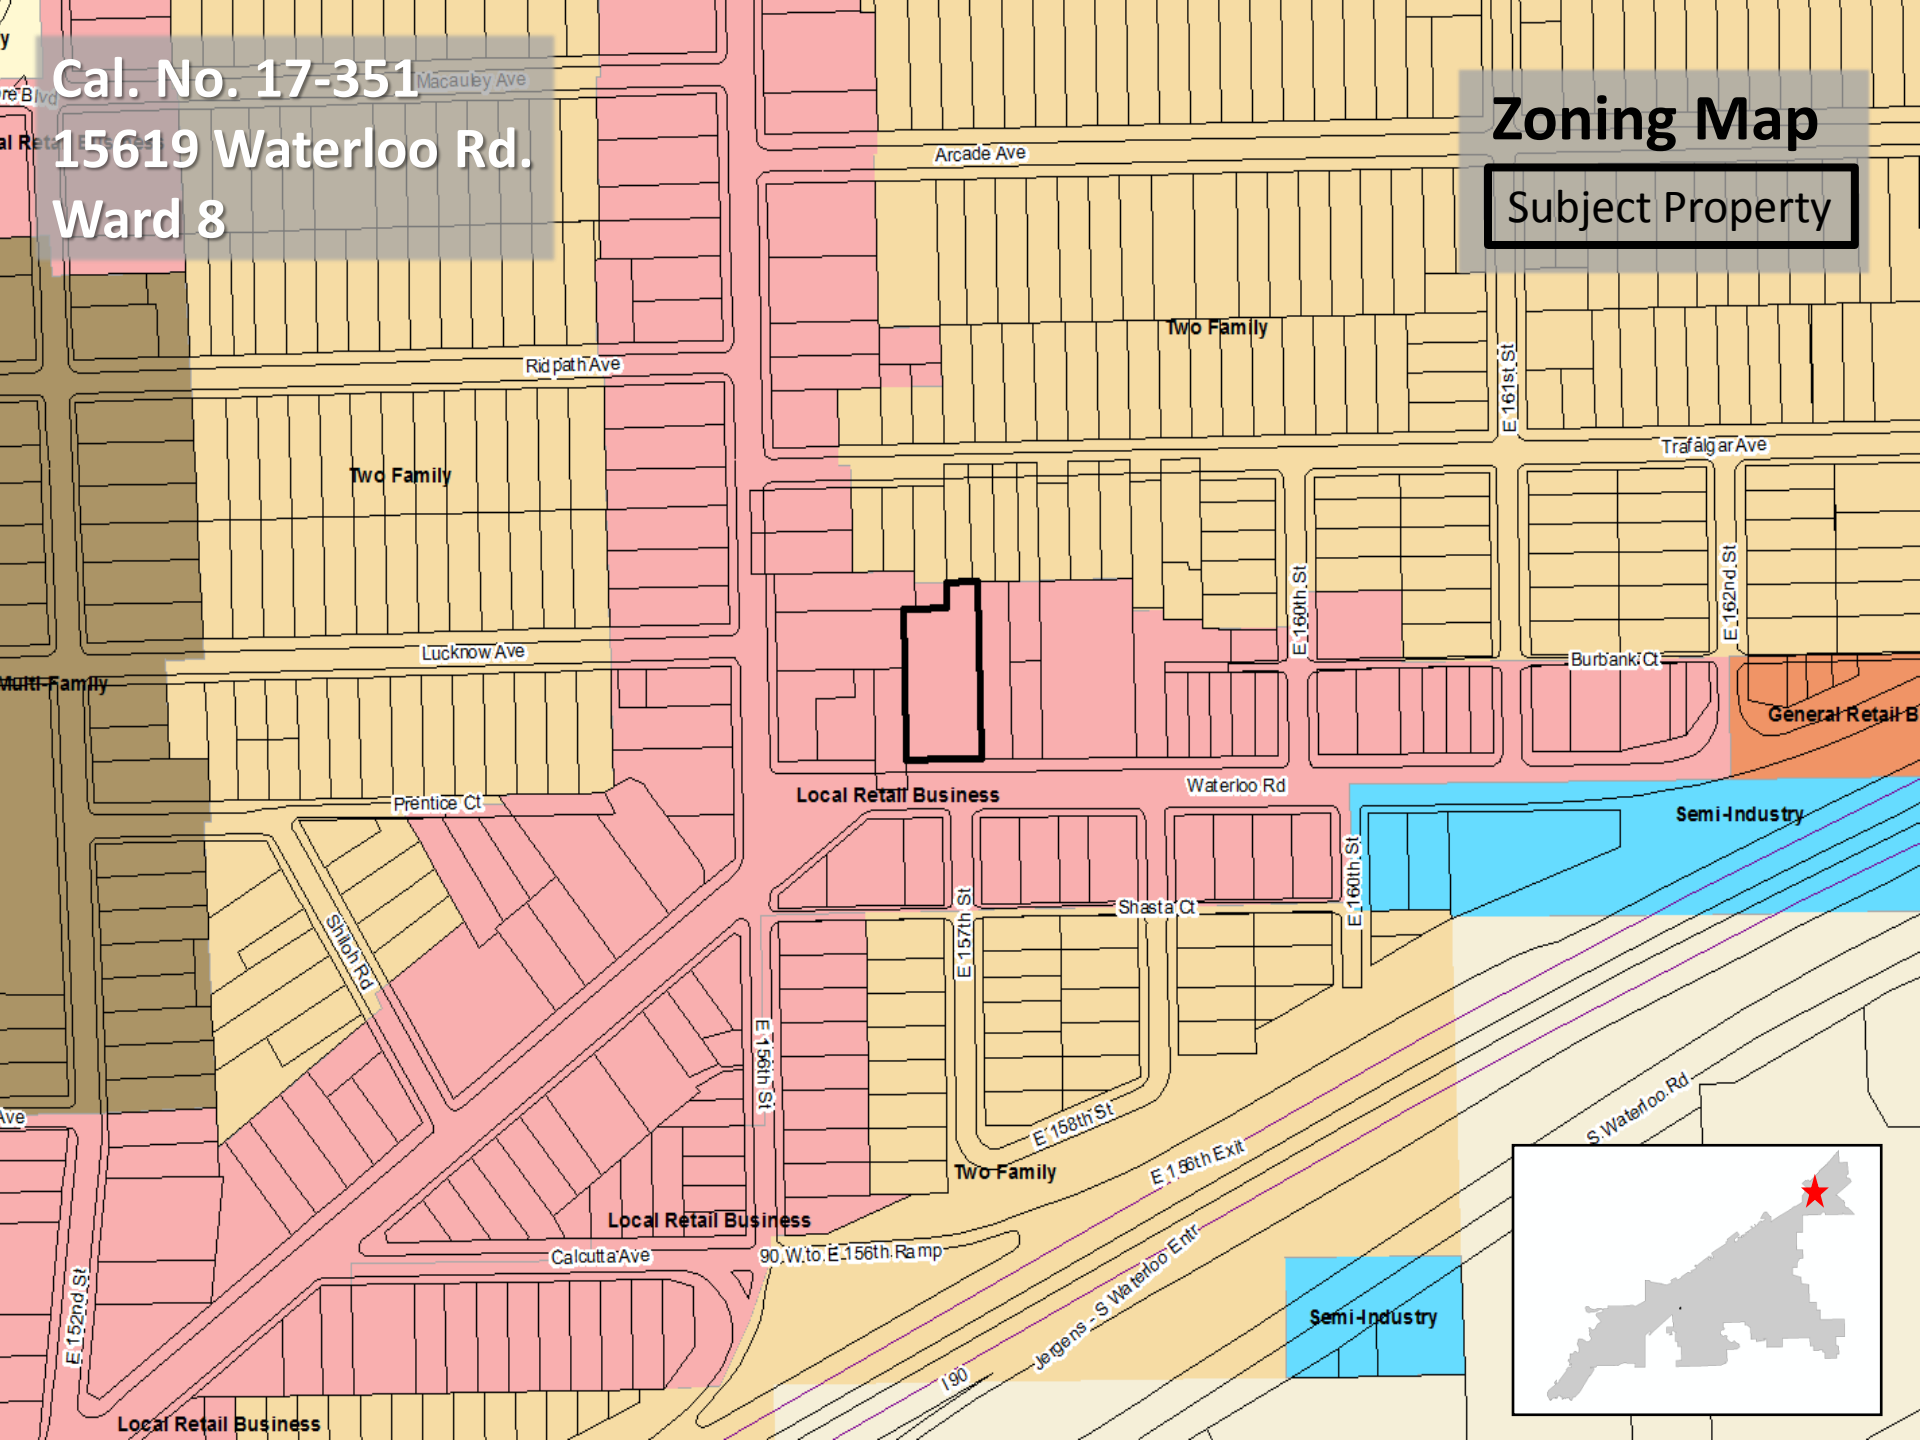 Cal. No. 17-351
15619 Waterloo Rd.
Ward 8
Zoning Map
Subject Property
Macauley Ave
Arcade Ave
Two Family
Ridpath Ave
E 161st St
Trafalgar Ave
Two Family
E 160th St
E 162nd St
Lucknow Ave
Burbank Ct
Multi-Family
General Retail B
Waterloo Rd
Local Retail Business
Prentice Ct
Semi-Industry
E 160th St
Shasta Ct
E 157th St
Shiloh Rd
E 156th St
Ave
E 158th St
S Waterloo Rd
Two Family
E 156th Exit
Local Retail Business
Calcutta Ave
90 W to E 156th Ramp
Jergens - S Waterloo Entr
E 152nd St
Semi-Industry
I 90
Local Retail Business